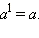 a¹ = a.